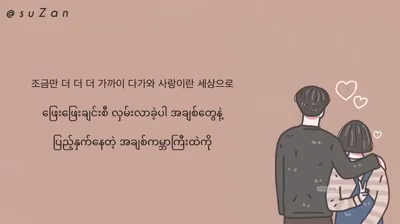 @suZan
조금만 더 더 더 가까이 다가와 사랑이란 세상으로
ဖြေးဖြေးချင်းစီ လှမ်းလာခဲ့ပါ အချစ်တွေနဲ့
ပြည့်နှက်နေတဲ့ အချစ်ကမ္ဘာကြီးထဲကို